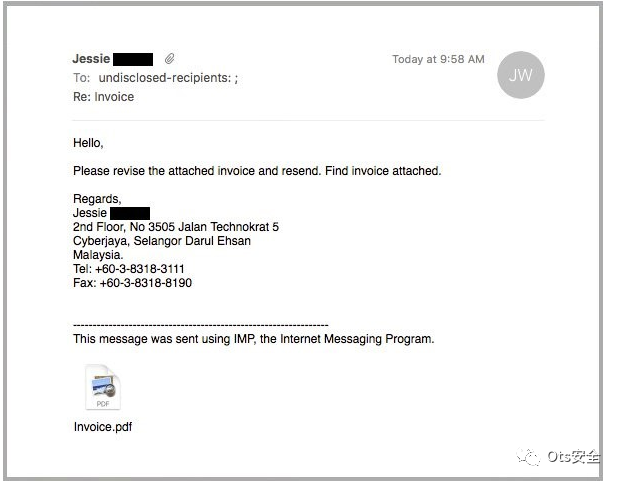 Jessie
Today at 9:58 AM
JW
To: undisclosed-recipients: ;
Re: Invoice
Hello,
Please revise the attached invoice and resend. Find invoice attached.
Regards,
Jessie
2nd Floor, No 3505 Jalan Technokrat 5
Cyberjaya, Selangor Darul Ehsan
Malaysia.
Tel: +60-3-8318-3111
Fax: +60-3-8318-8190
----------------------------------------------------------------
This message was sent using IMP, the Internet Messaging Program.
PDF
Invoice.pdf
Ots安全